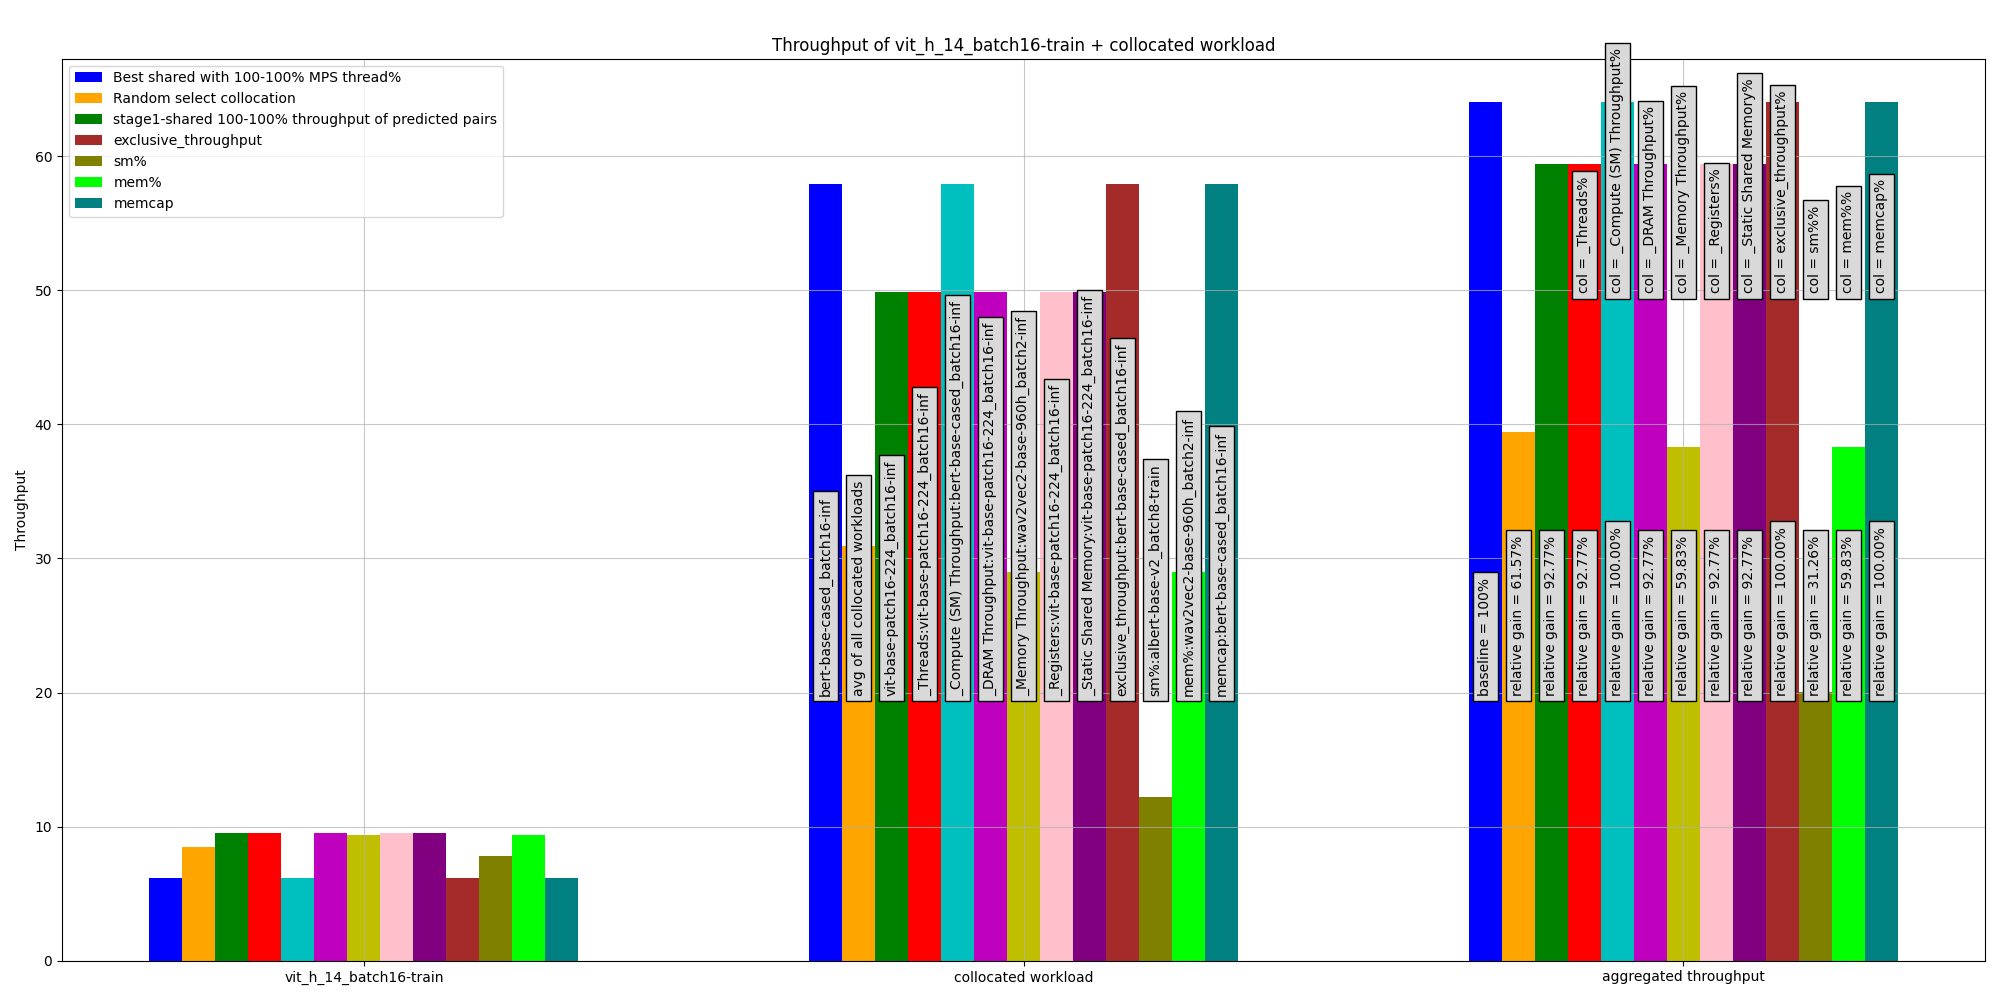 Throughput of vit_h_14_batch16-train + collocated workload
Best shared with 100-100% MPS thread%
Random select collocation
stage1-shared 100-100% throughput of predicted pairs
exclusive_throughput
sm%
mem%
memcap
Throughput
60
50
40
30
20
10
0
bert-base-cased_batch16-inf
avg of all collocated workloads
vit-base-patch16-224_batch16-inf
_Threads:vit-base-patch16-224_batch16-inf
_Compute (SM) Throughput:bert-base-cased_batch16-inf
_DRAM Throughput:vit-base-patch16-224_batch16-inf
_Memory Throughput:wav2vec2-base-960h_batch2-inf
_Registers:vit-base-patch16-224_batch16-inf
_Static Shared Memory:vit-base-patch16-224_batch16-inf
exclusive_throughput:bert-base-cased_batch16-inf
sm%:albert-base-v2_batch8-train
mem%:wav2vec2-base-960h_batch2-inf
memcap:bert-base-cased_batch16-inf
col = _Threads%
col = _Compute (SM) Throughput%
col = _DRAM Throughput%
col = _Memory Throughput%
col = _Registers%
col = _Static Shared Memory%
col = exclusive_throughput%
col = sm%%
col = mem%%
col = memcap%
baseline = 100%
relative gain = 61.57%
relative gain = 92.77%
relative gain = 92.77%
relative gain = 100.00%
relative gain = 92.77%
relative gain = 59.83%
relative gain = 92.77%
relative gain = 92.77%
relative gain = 100.00%
relative gain = 31.26%
relative gain = 59.83%
relative gain = 100.00%
vit_h_14_batch16-train
collocated workload
aggregated throughput